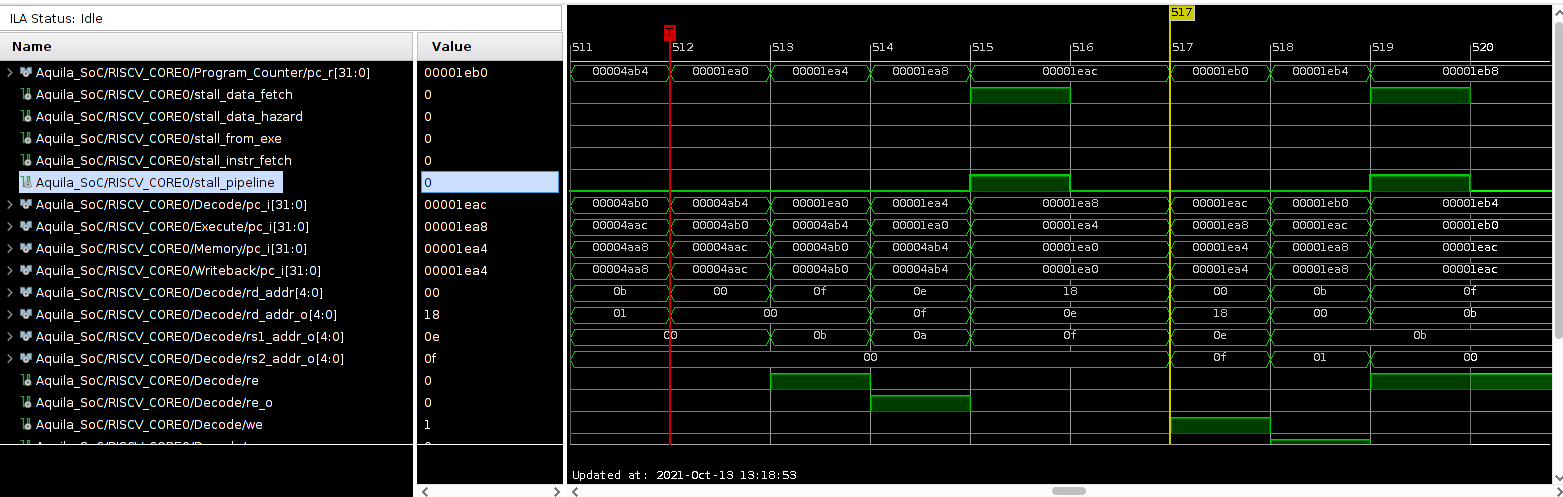 ILA Status: Idle
Name Value
517
T
511 512 513 514 515 516 517 518 519 520
Aquila_SoC/RISCV_CORE0/Program_Counter/pc_r[31:0] 00001eb0 00004ab4 00001ea0 00001ea4 00001ea8 00001eac 00001eb0 00001eb4 00001eb8
Aquila_SoC/RISCV_CORE0/stall_data_fetch 0
Aquila_SoC/RISCV_CORE0/stall_data_hazard 0
Aquila_SoC/RISCV_CORE0/stall_from_exe 0
Aquila_SoC/RISCV_CORE0/stall_instr_fetch 0
Aquila_SoC/RISCV_CORE0/stall_pipeline 0
Aquila_SoC/RISCV_CORE0/Decode/pc_i[31:0] 00001eac 00004ab0 00004ab4 00001ea0 00001ea4 00001ea8 00001eac 00001eb0 00001eb4
Aquila_SoC/RISCV_CORE0/Execute/pc_i[31:0] 00001ea8 00004aac 00004ab0 00004ab4 00001ea0 00001ea4 00001ea8 00001eac 00001eb0
Aquila_SoC/RISCV_CORE0/Memory/pc_i[31:0] 00001ea4 00004aa8 00004aac 00004ab0 00004ab4 00001ea0 00001ea4 00001ea8 00001eac
Aquila_SoC/RISCV_CORE0/Writeback/pc_i[31:0] 00001ea4 00004aa8 00004aac 00004ab0 00004ab4 00001ea0 00001ea4 00001ea8 00001eac
Aquila_SoC/RISCV_CORE0/Decode/rd_addr[4:0] 00 0b 00 0f 0e 18 00 0b 0f
Aquila_SoC/RISCV_CORE0/Decode/rd_addr_o[4:0] 18 01 00 0f 0e 18 00 0b
Aquila_SoC/RISCV_CORE0/Decode/rs1_addr_o[4:0] 0e 00 0b 0a 0f 0e 0b
Aquila_SoC/RISCV_CORE0/Decode/rs2_addr_o[4:0] 0f 00 0f 01 00
Aquila_SoC/RISCV_CORE0/Decode/re 0
Aquila_SoC/RISCV_CORE0/Decode/re_o 0
Aquila_SoC/RISCV_CORE0/Decode/we 1
Updated at: 2021-Oct-13 13:18:53